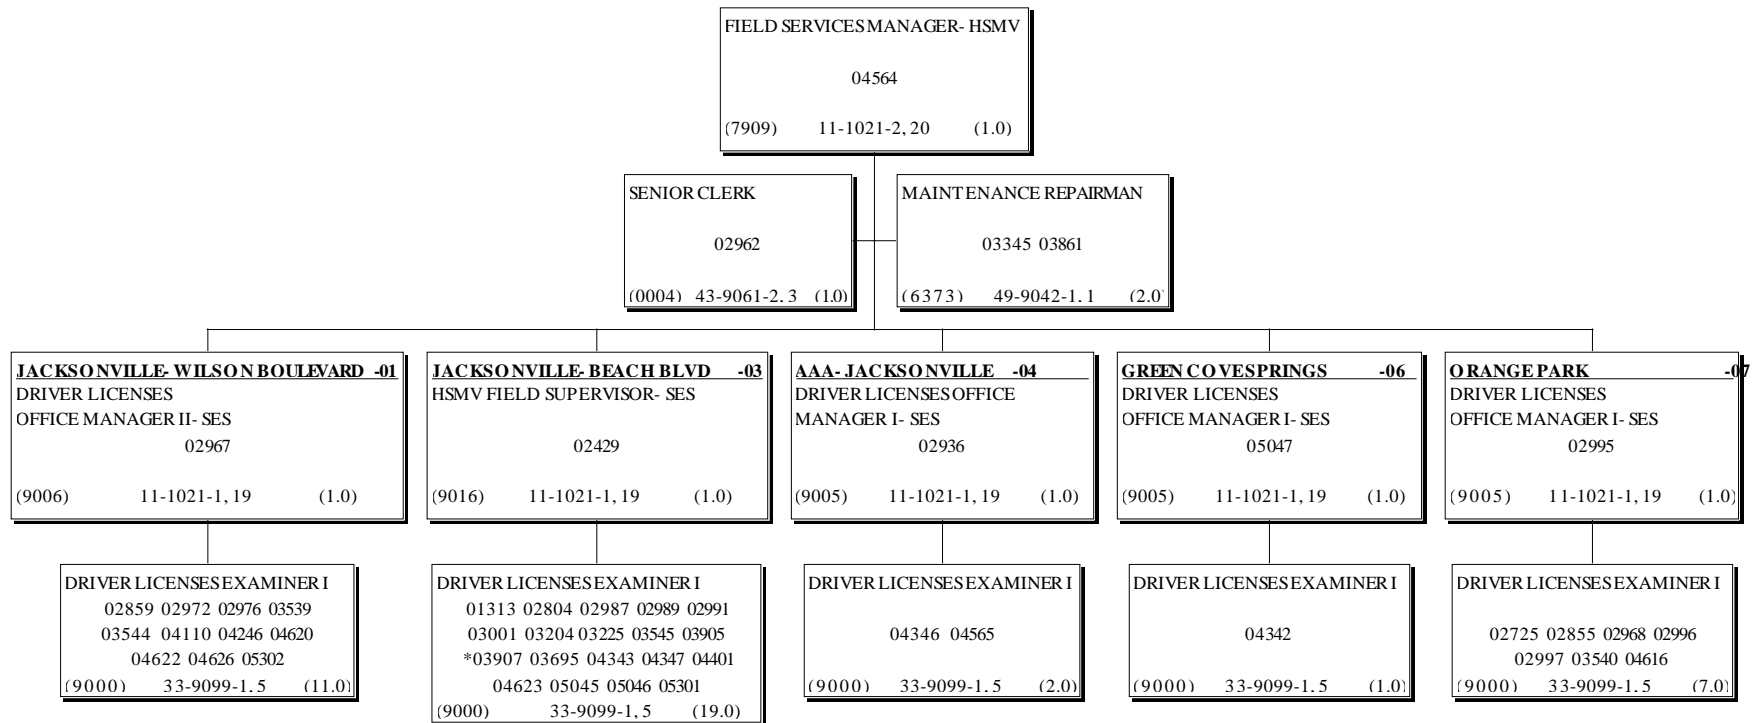 FIELD SERVICES MANAGER- HSMV
04564
(7909) 11-1021-2, 20 (1.0)
SENIOR CLERK
02962
(0004) 43-9061-2, 3 (1.0)
MAINTENANCE REPAIRMAN
03345 03861
(6373) 49-9042-1, 1 (2.0)
JACKSONVILLE- WILSON BOULEVARD -01
DRIVER LICENSES
OFFICE MANAGER II- SES
02967
(9006) 11-1021-1, 19 (1.0)
JACKSONVILLE- BEACH BLVD -03
HSMV FIELD SUPERVISOR- SES
02429
(9016) 11-1021-1, 19 (1.0)
AAA- JACKSONVILLE -04
DRIVER LICENSES OFFICE
MANAGER I- SES
02936
(9005) 11-1021-1, 19 (1.0)
GREEN COVE SPRINGS -06
DRIVER LICENSES
OFFICE MANAGER I- SES
05047
(9005) 11-1021-1, 19 (1.0)
ORANGE PARK -07
DRIVER LICENSES
OFFICE MANAGER I- SES
02995
(9005) 11-1021-1, 19 (1.0)
DRIVER LICENSES EXAMINER I
02859 02972 02976 03539
03544 04110 04246 04620
04622 04626 05302
(9000) 33-9099-1, 5 (11.0)
DRIVER LICENSES EXAMINER I
01313 02804 02987 02989 02991
03001 03204 03225 03545 03905
*03907 03695 04343 04347 04401
04623 05045 05046 05301
(9000) 33-9099-1, 5 (19.0)
DRIVER LICENSES EXAMINER I
04346 04565
(9000) 33-9099-1, 5 (2.0)
DRIVER LICENSES EXAMINER I
04342
(9000) 33-9099-1, 5 (1.0)
DRIVER LICENSES EXAMINER I
02725 02855 02968 02996
02997 03540 04616
(9000) 33-9099-1, 5 (7.0)